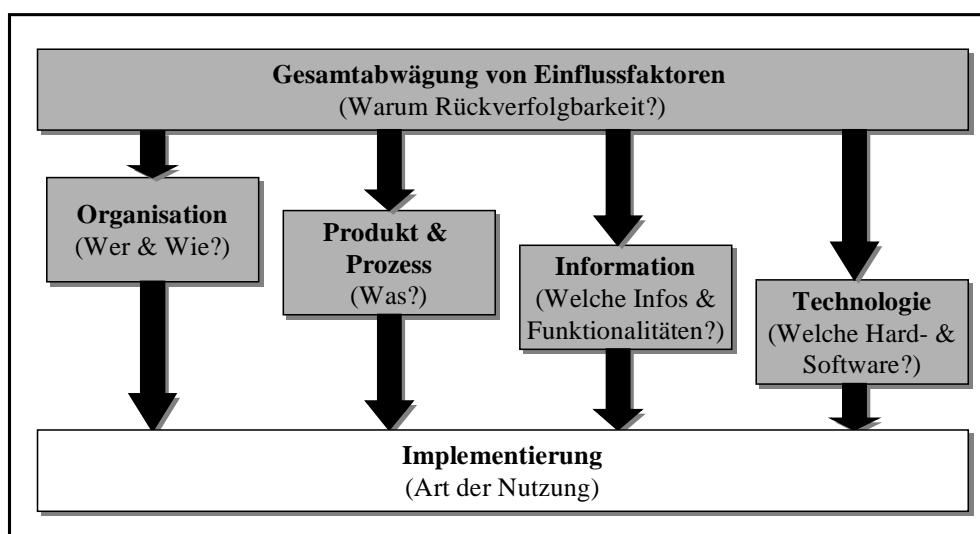 Gesamtabwägung von Einflussfaktoren
(Warum Rückverfolgbarkeit?)
Organisation
(Wer & Wie?)
Produkt &
Prozess
(Was?)
Information
(Welche Infos &
Funktionalitäten?)
Technologie
(Welche Hard- &
Software?)
Implementierung
(Art der Nutzung)